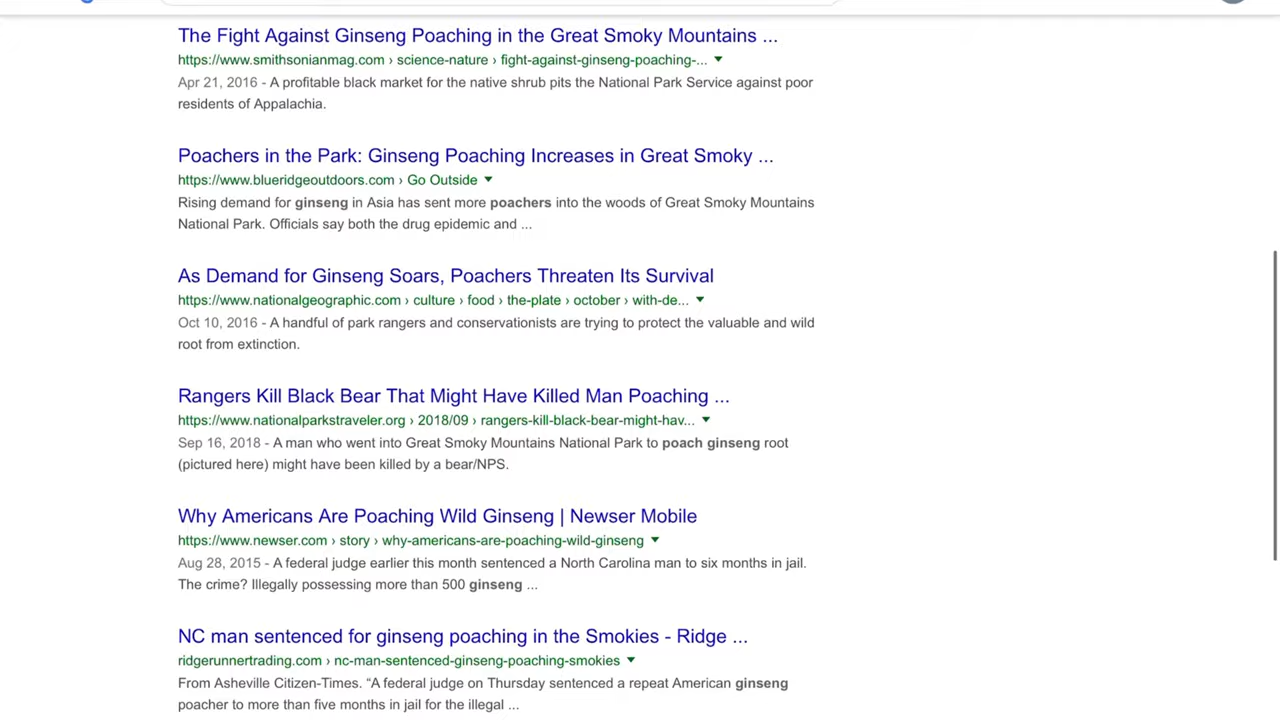 The Fight Against Ginseng Poaching in the Great Smoky Mountains ...
https://www.smithsonianmag.com › science-nature › fight-against-ginseng-poaching-... ▼
Apr 21, 2016 - A profitable black market for the native shrub pits the National Park Service against poor
residents of Appalachia.
Poachers in the Park: Ginseng Poaching Increases in Great Smoky ...
https://www.blueridgeoutdoors.com › Go Outside ▼
Rising demand for ginseng in Asia has sent more poachers into the woods of Great Smoky Mountains
National Park. Officials say both the drug epidemic and ...
As Demand for Ginseng Soars, Poachers Threaten Its Survival
https://www.nationalgeographic.com › culture › food › the-plate › october › with-de... ▼
Oct 10, 2016 - A handful of park rangers and conservationists are trying to protect the valuable and wild
root from extinction.
Rangers Kill Black Bear That Might Have Killed Man Poaching ...
https://www.nationalparkstraveler.org › 2018/09 › rangers-kill-black-bear-might-hav... ▼
Sep 16, 2018 - A man who went into Great Smoky Mountains National Park to poach ginseng root
(pictured here) might have been killed by a bear/NPS.
Why Americans Are Poaching Wild Ginseng | Newser Mobile
https://www.newser.com › story › why-americans-are-poaching-wild-ginseng ▼
Aug 28, 2015 - A federal judge earlier this month sentenced a North Carolina man to six months in jail.
The crime? Illegally possessing more than 500 ginseng ...
NC man sentenced for ginseng poaching in the Smokies - Ridge ...
ridgerunnertrading.com › nc-man-sentenced-ginseng-poaching-smokies ▼
From Asheville Citizen-Times. “A federal judge on Thursday sentenced a repeat American ginseng
poacher to more than five months in jail for the illegal ...